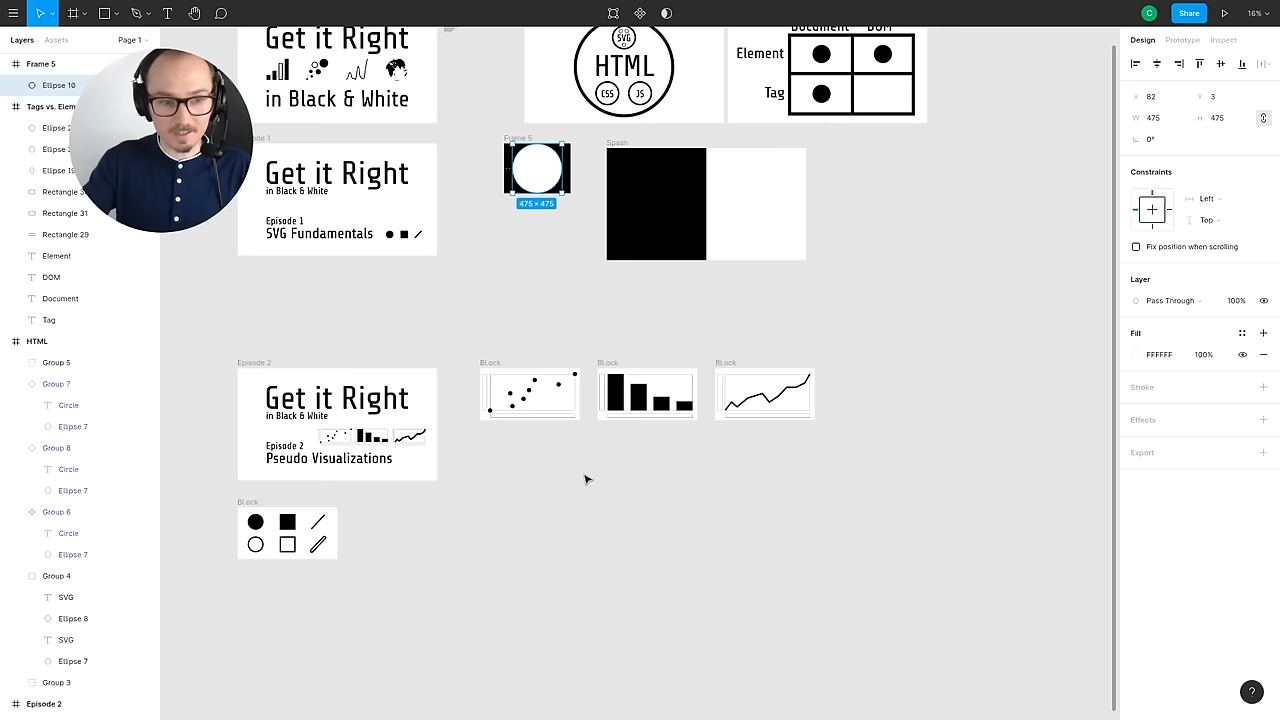 C
Share
16%
Layers
Assets
Page 1
Design
Prototype
Inspect
Frame 5
Ellipse 10
Tags vs. Elem
Ellipse 2
Ellipse 2
Ellipse 1
Rectangle 3
Rectangle 31
Rectangle 29
Element
DOM
Document
Tag
HTML
Group 5
Group 7
Circle
Ellipse 7
Group 8
Circle
Ellipse 7
Group 6
Circle
Ellipse 7
Group 4
SVG
Ellipse 8
SVG
Ellipse 7
Group 3
Episode 2
Get it Right
in Black & White
SVG
HTML
CSS
JS
Document
DOM
Element
Tag
Get it Right
in Black & White
Episode 1
SVG Fundamentals
Frame 5
475 × 475
Spash
Episode 2
Get it Right
in Black & White
Episode 2
Pseudo Visualizations
Block
Block
Block
Block
X 82
Y 3
W 475
H 475
0°
Constraints
Left
Top
Fix position when scrolling
Layer
Pass Through
100%
Fill
FFFFFF
100%
Stroke
Effects
Export
?